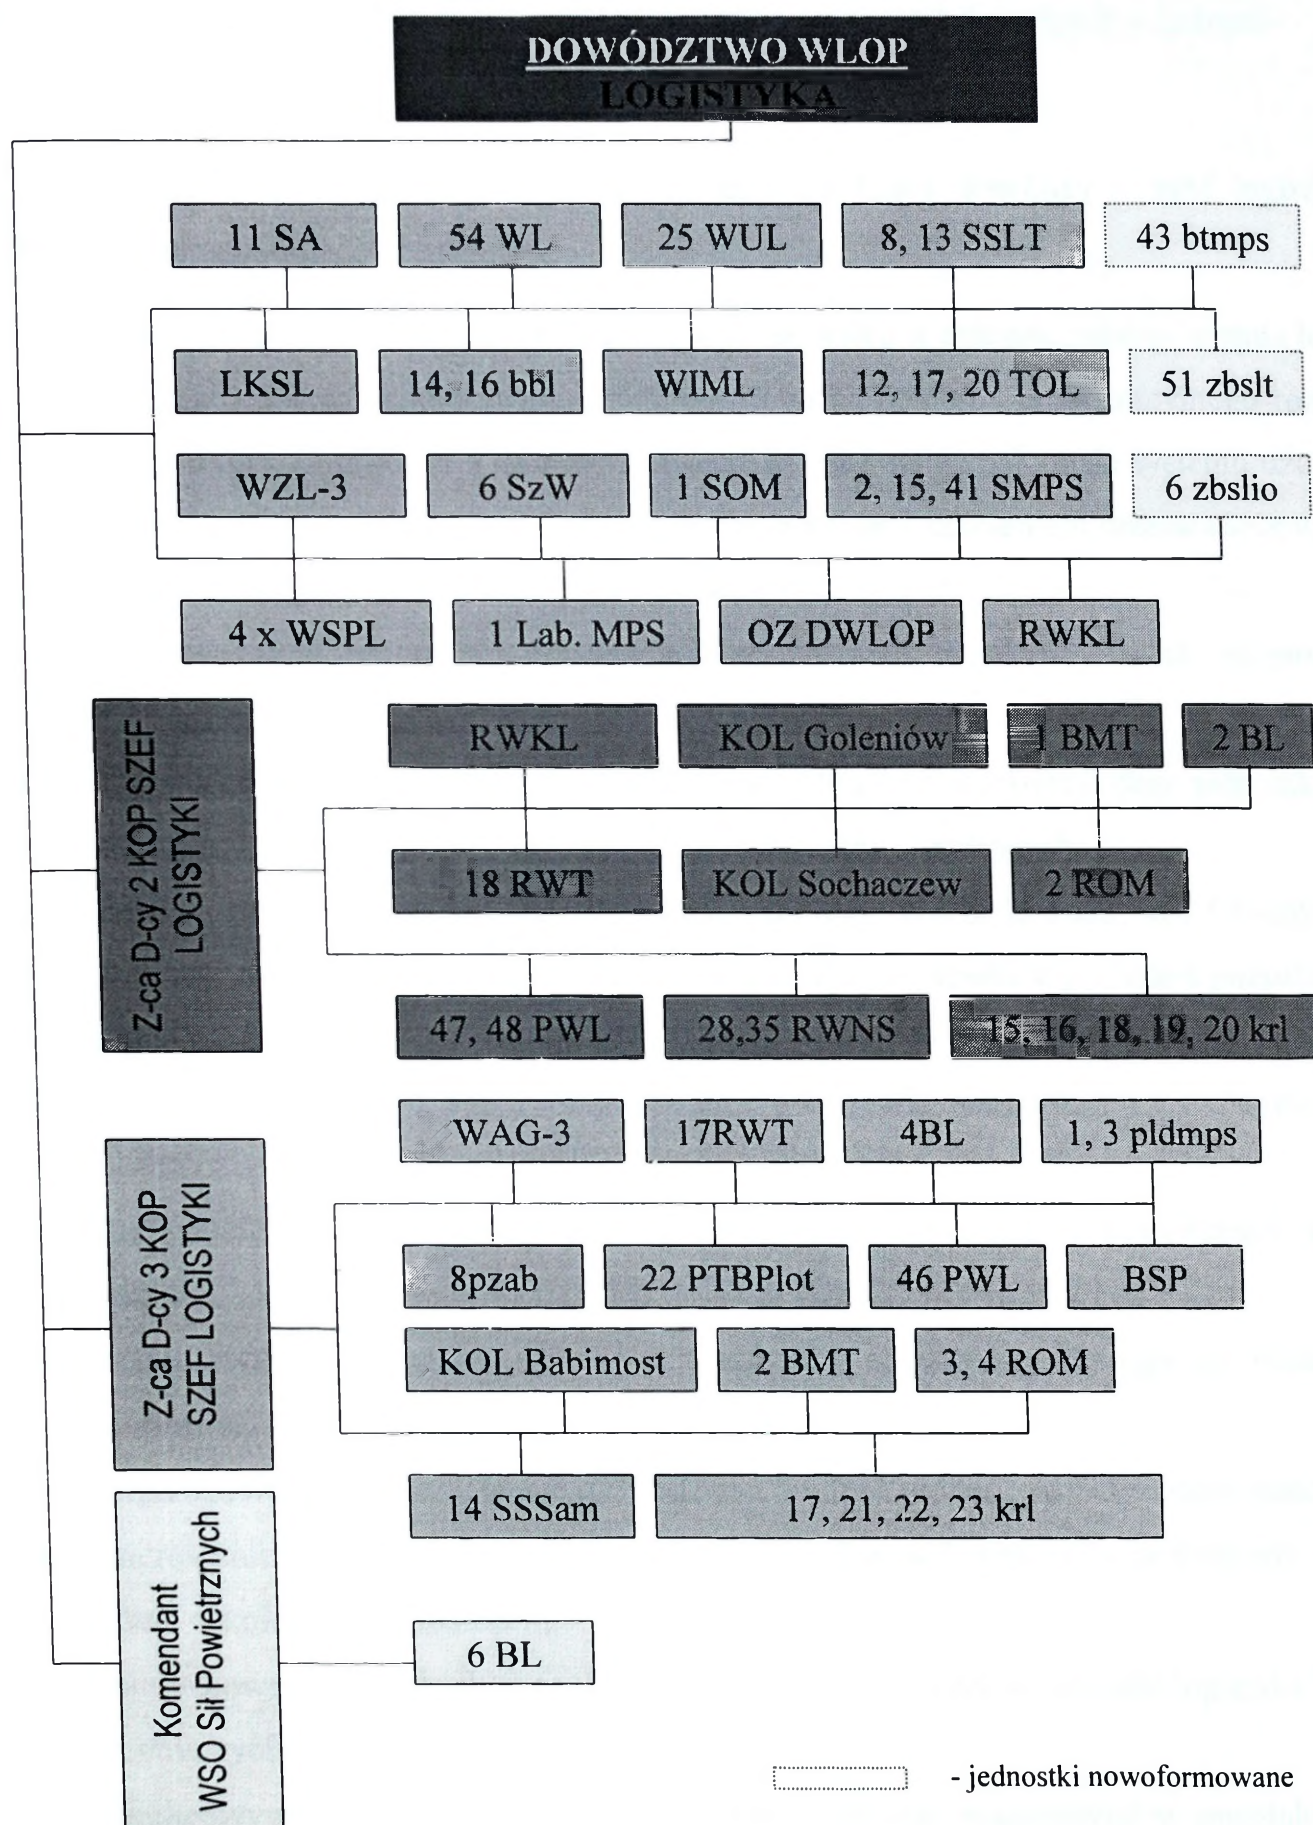 DOWÓDZTWO WLOP
LOGISTYKA
11 SA
54 WL
25 WUL
8, 13 SSLT
43 btmps
LKSL
14, 16 bbl
WIML
12, 17, 20 TOL
51 zbslt
WZL-3
6 SzW
1 SOM
2, 15, 41 SMPS
6 zbslio
4 x WSPL
1 Lab. MPS
OZ DWLOP
RWKL
Z-ca D-cy 2 KOP SZEF
LOGISTYKI
RWKL
KOL Goleniów
1 BMT
2 BL
18 RWT
KOL Sochaczew
2 ROM
47, 48 PWL
28,35 RWNS
15, 16, 18, 19, 20 krl
Z-ca D-cy 3 KOP
SZEF LOGISTYKI
WAG-3
17RWT
4BL
1, 3 pldmps
8pzab
22 PTBPlot
46 PWL
BSP
KOL Babimost
2 BMT
3, 4 ROM
14 SSSam
17, 21, 22, 23 krl
Komendant
WSO Sił Powietrznych
6 BL
- jednostki nowoformowane